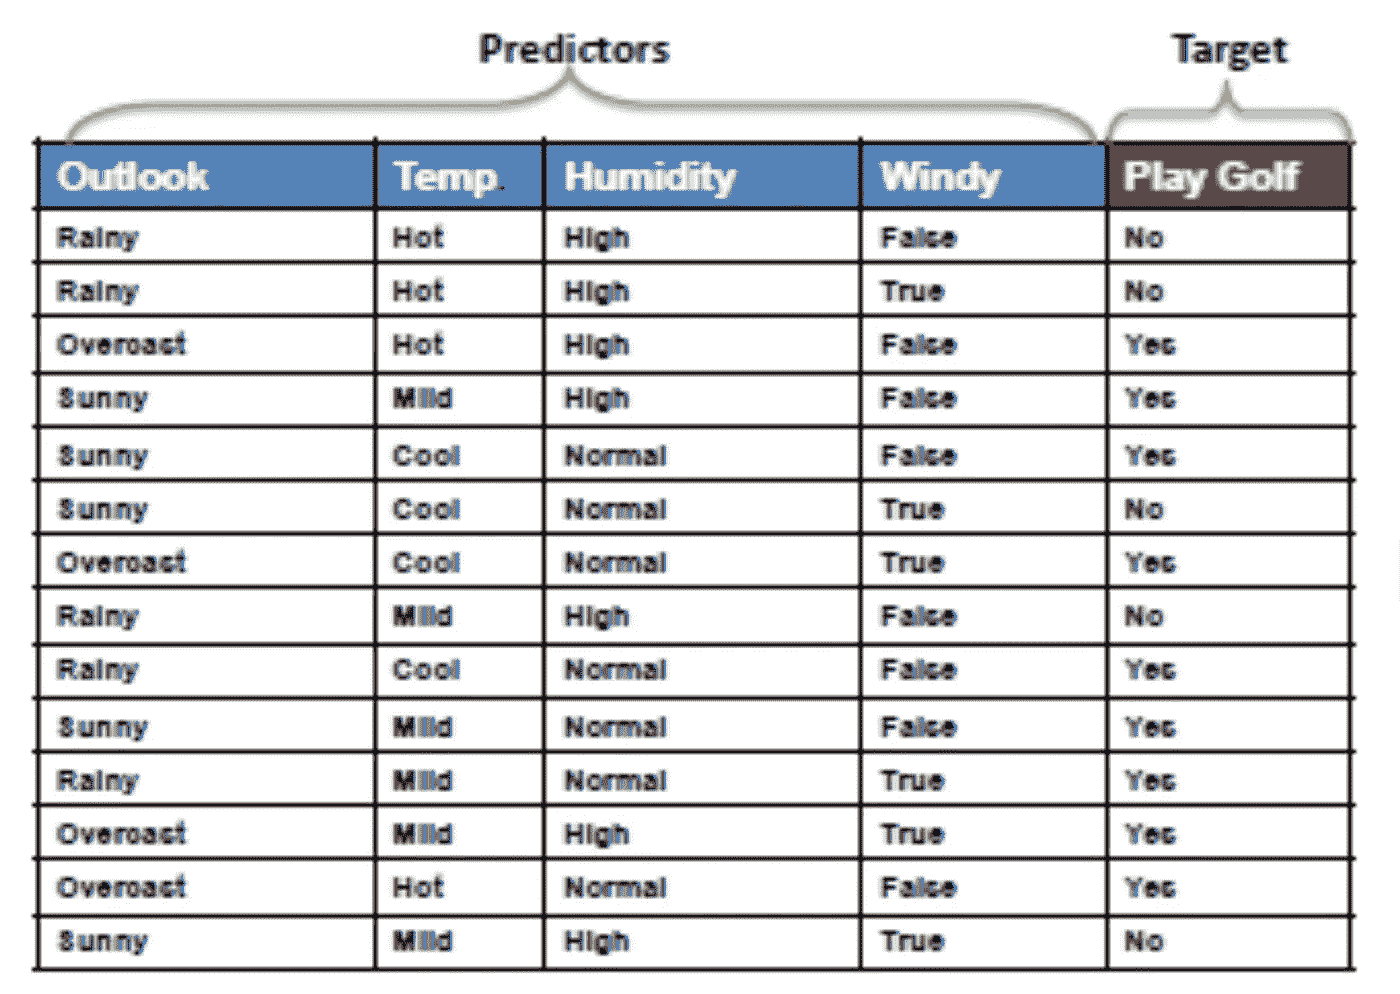 Predictors Target
Outlook Temp. Humidity Windy Play Golf
Rainy Hot High False No
Rainy Hot High True No
Overcast Hot High False Yes
Sunny Mild High False Yes
Sunny Cool Normal False Yes
Sunny Cool Normal True No
Overcast Cool Normal True Yes
Rainy Mild High False No
Rainy Cool Normal False Yes
Sunny Mild Normal False Yes
Rainy Mild Normal True Yes
Overcast Mild High True Yes
Overcast Hot Normal False Yes
Sunny Mild High True No